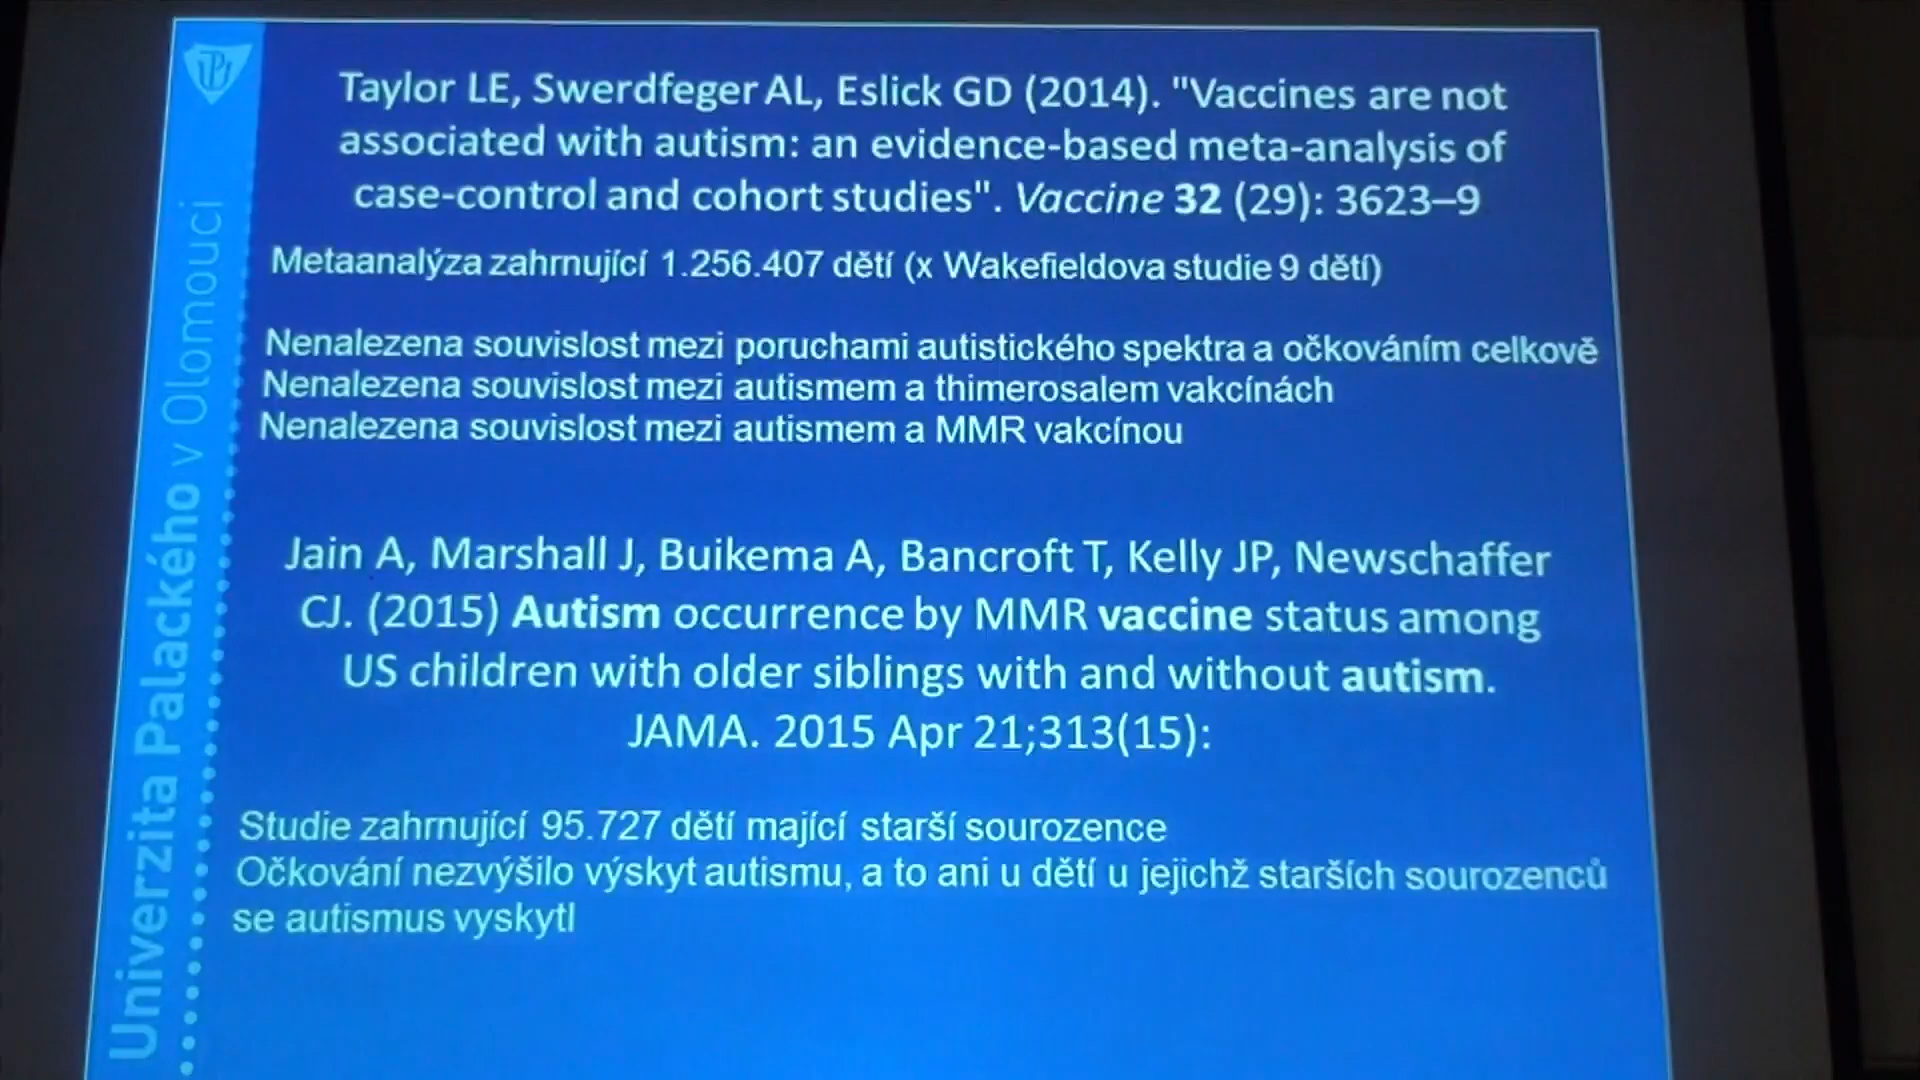 Taylor LE, Swerdfeger AL, Eslick GD (2014). "Vaccines are not
associated with autism: an evidence-based meta-analysis of
case-control and cohort studies". Vaccine 32 (29): 3623–9
Metaanalýza zahrnující 1.256.407 dětí (x Wakefieldova studie 9 dětí)
Nenalezena souvislost mezi poruchami autistického spektra a očkováním celkově
Nenalezena souvislost mezi autismem a thimerosalem vakcínách
Nenalezena souvislost mezi autismem a MMR vakcínou
Jain A, Marshall J, Buikema A, Bancroft T, Kelly JP, Newschaffer
CJ. (2015) Autism occurrence by MMR vaccine status among
US children with older siblings with and without autism.
JAMA. 2015 Apr 21;313(15):
Studie zahrnující 95.727 dětí mající starší sourozence
Očkování nezvýšilo výskyt autismu, a to ani u dětí u jejichž starších sourozenců
se autismus vyskytl
Univerzita Palackého v Olomouci